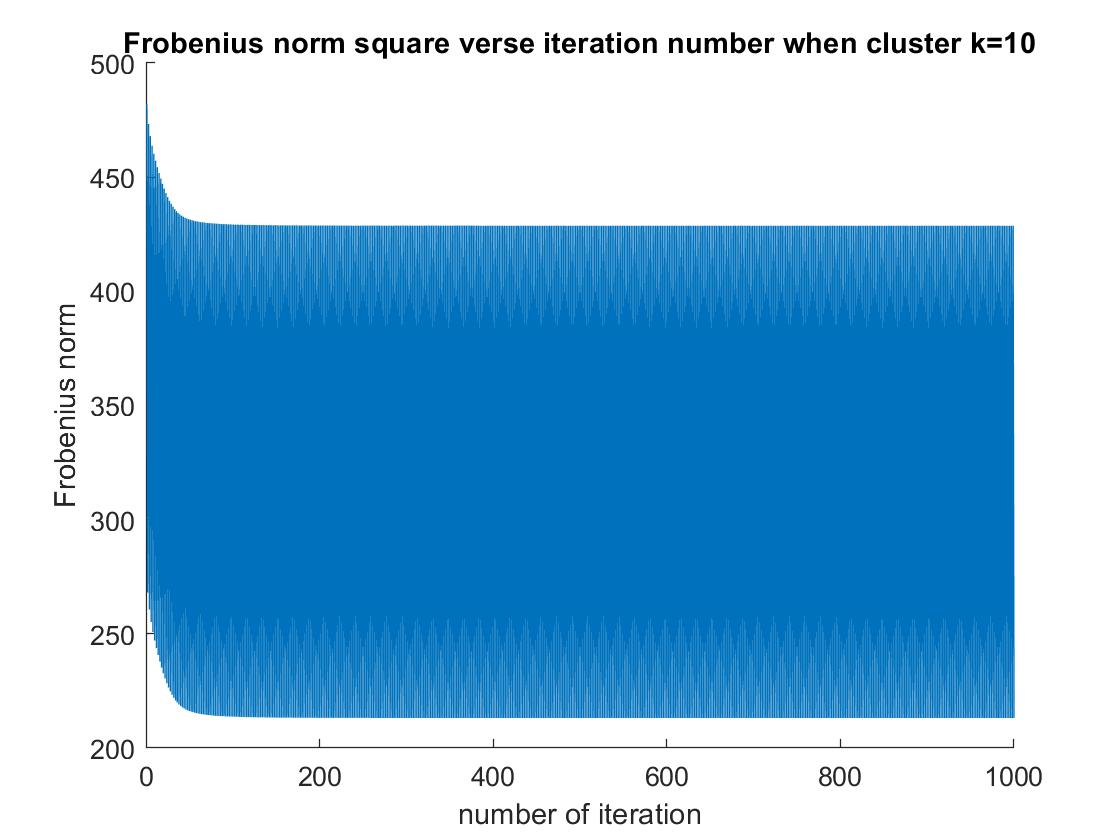 Frobenius norm square verse iteration number when cluster k=10
500
450
400
350
300
250
200
Frobenius norm
0 200 400 600 800 1000
number of iteration